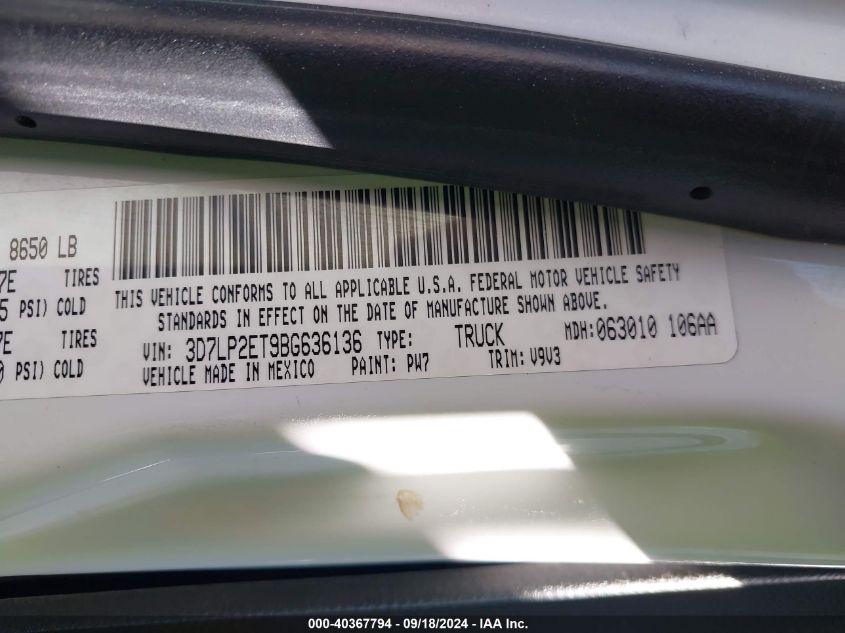 8650 LB
7E TIRES
5 PSI) COLD
7E TIRES
0 PSI) COLD
THIS VEHICLE CONFORMS TO ALL APPLICABLE U.S.A. FEDERAL MOTOR VEHICLE SAFETY
STANDARDS IN EFFECT ON THE DATE OF MANUFACTURE SHOWN ABOVE.
VIN: 3D7LP2ET9BG636136 TYPE: TRUCK MDH: 063010 106AA
VEHICLE MADE IN MEXICO PAINT: PW7 TRIM: V9V3
000-40367794 - 09/18/2024 - IAA Inc.